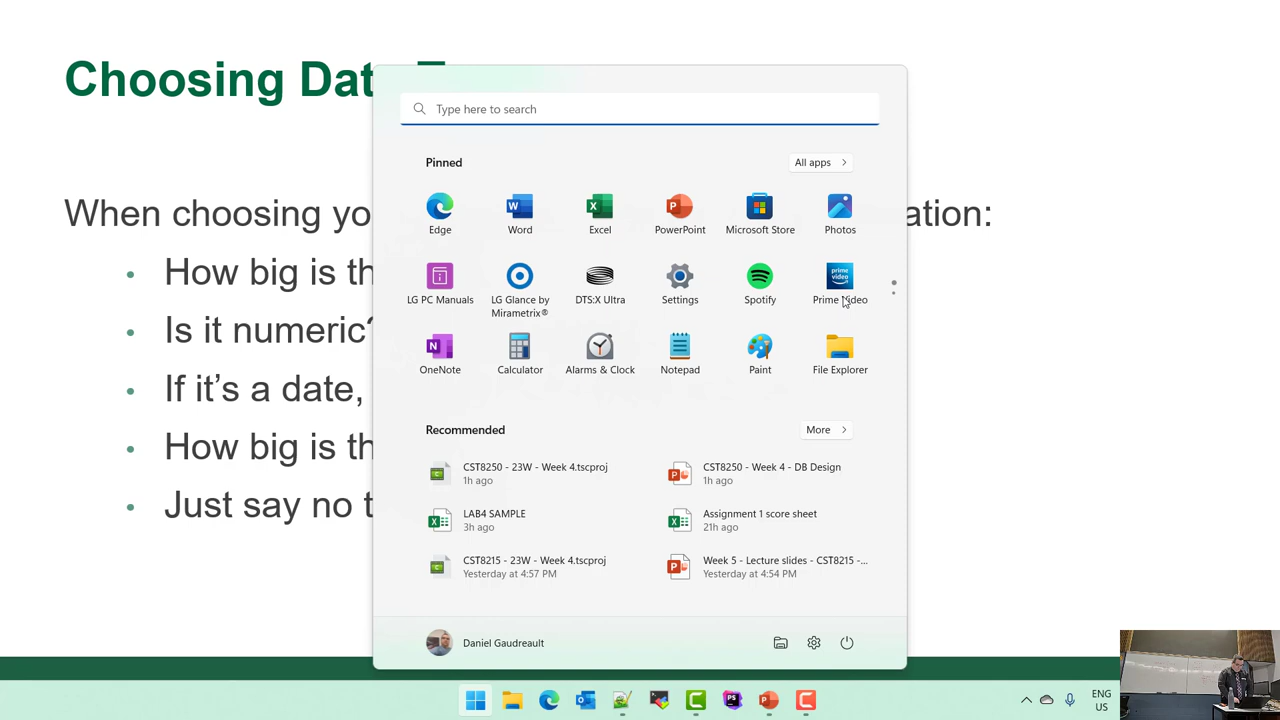 Choosing Dat
When choosing yo
ation:
• How big is th
• Is it numeric?
• If it’s a date,
• How big is th
• Just say no t
Type here to search
Pinned
All apps
Edge
Word
Excel
PowerPoint
Microsoft Store
Photos
LG PC Manuals
LG Glance by
Mirametrix®
DTS:X Ultra
Settings
Spotify
prime
video
Prime Video
OneNote
Calculator
Alarms & Clock
Notepad
Paint
File Explorer
Recommended
More
CST8250 - 23W - Week 4.tscproj
1h ago
CST8250 - Week 4 - DB Design
1h ago
LAB4 SAMPLE
3h ago
Assignment 1 score sheet
21h ago
CST8215 - 23W - Week 4.tscproj
Yesterday at 4:57 PM
Week 5 - Lecture slides - CST8215 -...
Yesterday at 4:54 PM
Daniel Gaudreault
ENG
US